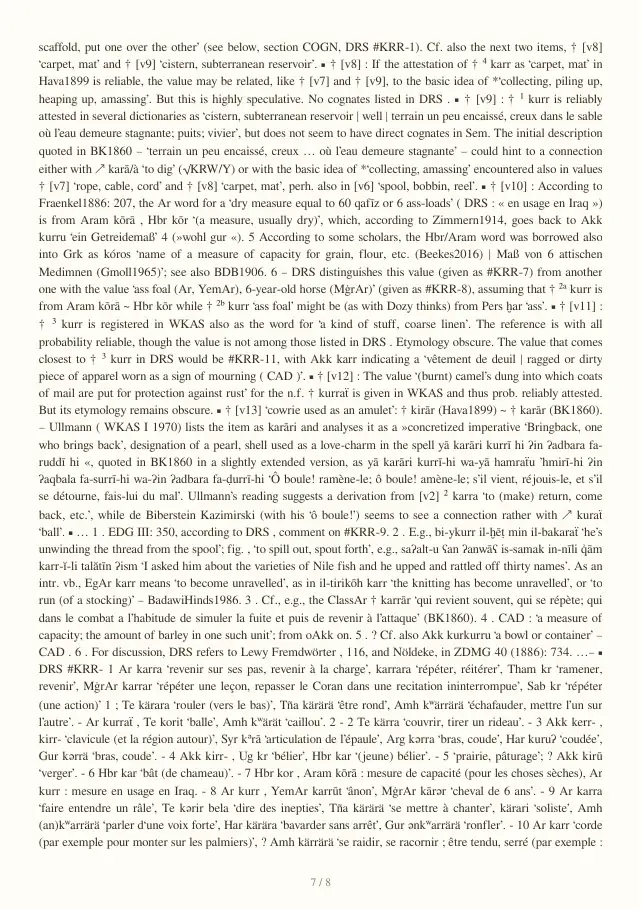 scaffold, put one over the other’ (see below, section COGN, DRS #KRR-1). Cf. also the next two items, † [v8]
‘carpet, mat’ and † [v9] ‘cistern, subterranean reservoir’. ▪ † [v8] : If the attestation of † ⁴ karr as ‘carpet, mat’ in
Hava1899 is reliable, the value may be related, like † [v7] and † [v9], to the basic idea of *‘collecting, piling up,
heaping up, amassing’. But this is highly speculative. No cognates listed in DRS . ▪ † [v9] : † ¹ kurr is reliably
attested in several dictionaries as ‘cistern, subterranean reservoir | well | terrain un peu encaissé, creux dans le sable
où l'eau demeure stagnante; puits; vivier’, but does not seem to have direct cognates in Sem. The initial description
quoted in BK1860 – ‘terrain un peu encaissé, creux … où l'eau demeure stagnante’ – could hint to a connection
either with ↗ karā/à ‘to dig’ (√KRW/Y) or with the basic idea of *‘collecting, amassing’ encountered also in values
† [v7] ‘rope, cable, cord’ and † [v8] ‘carpet, mat’, perh. also in [v6] ‘spool, bobbin, reel’. ▪ † [v10] : According to
Fraenkel1886: 207, the Ar word for a ‘dry measure equal to 60 qafīz or 6 ass-loads’ ( DRS : « en usage en Iraq »)
is from Aram kōrā , Hbr kōr ‘(a measure, usually dry)’, which, according to Zimmern1914, goes back to Akk
kurru ‘ein Getreidemaß’ 4 (»wohl gur «). 5 According to some scholars, the Hbr/Aram word was borrowed also
into Grk as kóros ‘name of a measure of capacity for grain, flour, etc. (Beekes2016) | Maß von 6 attischen
Medimnen (Gmoll1965)’; see also BDB1906. 6 – DRS distinguishes this value (given as #KRR-7) from another
one with the value ‘ass foal (Ar, YemAr), 6-year-old horse (MġrAr)’ (given as #KRR-8), assuming that † ²ᵃ kurr is
from Aram kōrā ~ Hbr kōr while † ²ᵇ kurr ‘ass foal’ might be (as with Dozy thinks) from Pers ḫar ‘ass’. ▪ † [v11] :
† ³ kurr is registered in WKAS also as the word for ‘a kind of stuff, coarse linen’. The reference is with all
probability reliable, though the value is not among those listed in DRS . Etymology obscure. The value that comes
closest to † ³ kurr in DRS would be #KRR-11, with Akk karr indicating a ‘vêtement de deuil | ragged or dirty
piece of apparel worn as a sign of mourning ( CAD )’. ▪ † [v12] : The value ‘(burnt) camel's dung into which coats
of mail are put for protection against rust’ for the n.f. † kurraẗ is given in WKAS and thus prob. reliably attested.
But its etymology remains obscure. ▪ † [v13] ‘cowrie used as an amulet’: † kirār (Hava1899) ~ † karār (BK1860).
– Ullmann ( WKAS I 1970) lists the item as karāri and analyses it as a »concretized imperative ‘Bringback, one
who brings back’, designation of a pearl, shell used as a love-charm in the spell yā karāri kurrī hi ʔin ʔadbara fa-
ruddī hi «, quoted in BK1860 in a slightly extended version, as yā karāri kurrī-hi wa-yā hamraẗu ’hmirī-hi ʔin
ʔaqbala fa-surrī-hi wa-ʔin ʔadbara fa-ḍurrī-hi ‘Ô boule! ramène-le; ô boule! amène-le; s'il vient, réjouis-le, et s'il
se détourne, fais-lui du mal’. Ullmann's reading suggests a derivation from [v2] ² karra ‘to (make) return, come
back, etc.’, while de Biberstein Kazimirski (with his ‘ô boule!’) seems to see a connection rather with ↗ kuraẗ
‘ball’. ▪ … 1 . EDG III: 350, according to DRS , comment on #KRR-9. 2 . E.g., bi-ykurr il-ḫēṭ min il-bakaraẗ ‘he's
unwinding the thread from the spool’; fig. , ‘to spill out, spout forth’, e.g., saʔalt-u ʕan ʔanwāʕ is-samak in-nīli q̇ām
karr-ĭ-li talātīn ʔism ‘I asked him about the varieties of Nile fish and he upped and rattled off thirty names’. As an
intr. vb., EgAr karr means ‘to become unravelled’, as in il-tirikōh karr ‘the knitting has become unravelled’, or ‘to
run (of a stocking)’ – BadawiHinds1986. 3 . Cf., e.g., the ClassAr † karrār ‘qui revient souvent, qui se répète; qui
dans le combat a l'habitude de simuler la fuite et puis de revenir à l'attaque’ (BK1860). 4 . CAD : ‘a measure of
capacity; the amount of barley in one such unit’; from oAkk on. 5 . ? Cf. also Akk kurkurru ‘a bowl or container’ –
CAD . 6 . For discussion, DRS refers to Lewy Fremdwörter , 116, and Nöldeke, in ZDMG 40 (1886): 734. …– ▪
DRS #KRR- 1 Ar karra ‘revenir sur ses pas, revenir à la charge’, karrara ‘répéter, réitérer’, Tham kr ‘ramener,
revenir’, MġrAr karrar ‘répéter une leçon, repasser le Coran dans une recitation ininterrompue’, Sab kr ‘répéter
(une action)’ 1 ; Te kärara ‘rouler (vers le bas)’, Tña kärärä ‘être rond’, Amh kʷärrärä ‘échafauder, mettre l'un sur
l'autre’. - Ar kurraẗ , Te korit ‘balle’, Amh kʷärät ‘caillou’. 2 - 2 Te kärra ‘couvrir, tirer un rideau’. - 3 Akk kerr- ,
kirr- ‘clavicule (et la région autour)’, Syr kᵃrā ‘articulation de l'épaule’, Arg kərra ‘bras, coude’, Har kuruʔ ‘coudée’,
Gur kərrä ‘bras, coude’. - 4 Akk kirr- , Ug kr ‘bélier’, Hbr kar ‘(jeune) bélier’. - 5 ‘prairie, pâturage’; ? Akk kirū
‘verger’. - 6 Hbr kar ‘bât (de chameau)’. - 7 Hbr kor , Aram kōrā : mesure de capacité (pour les choses sèches), Ar
kurr : mesure en usage en Iraq. - 8 Ar kurr , YemAr karrūt ‘ânon’, MġrAr kārər ‘cheval de 6 ans’. - 9 Ar karra
‘faire entendre un râle’, Te kərir bela ‘dire des inepties’, Tña kärärä ‘se mettre à chanter’, kärari ‘soliste’, Amh
(an)kʷarrärä ‘parler d‘une voix forte’, Har kärära ‘bavarder sans arrêt’, Gur ənkʷarrärä ‘ronfler’. - 10 Ar karr ‘corde
(par exemple pour monter sur les palmiers)’, ? Amh kärrärä ‘se raidir, se racornir ; être tendu, serré (par exemple :
7 / 8